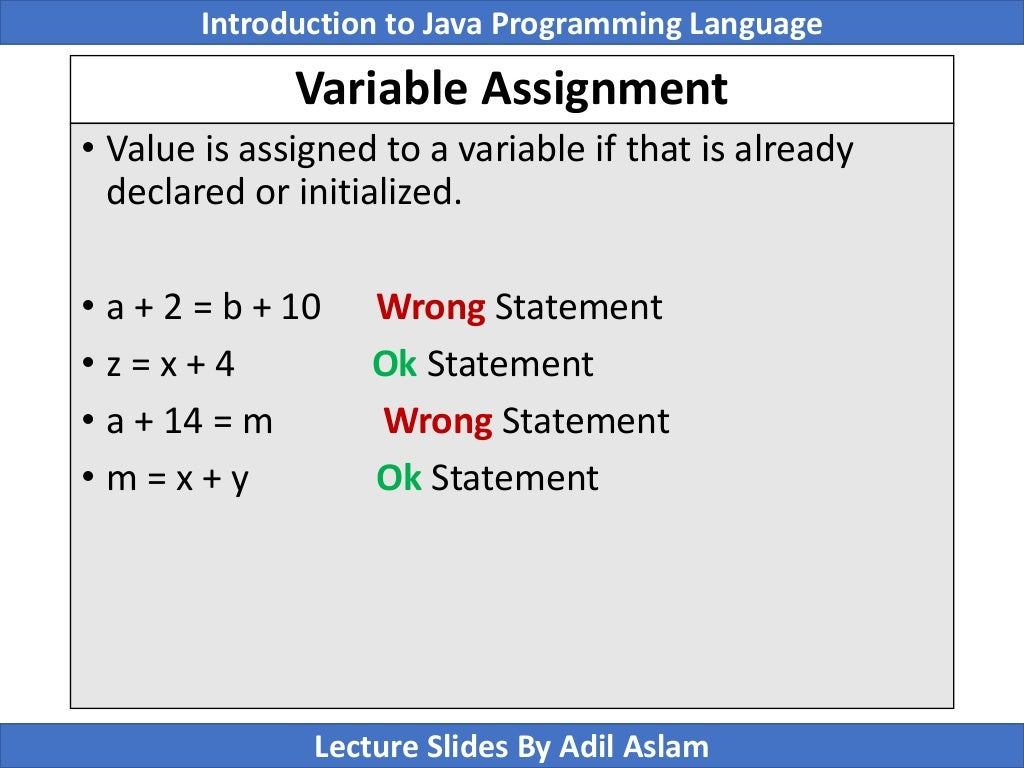 Introduction to Java Programming Language
Variable Assignment
• Value is assigned to a variable if that is already
declared or initialized.
• a + 2 = b + 10 Wrong Statement
• z = x + 4 Ok Statement
• a + 14 = m Wrong Statement
• m = x + y Ok Statement
Lecture Slides By Adil Aslam